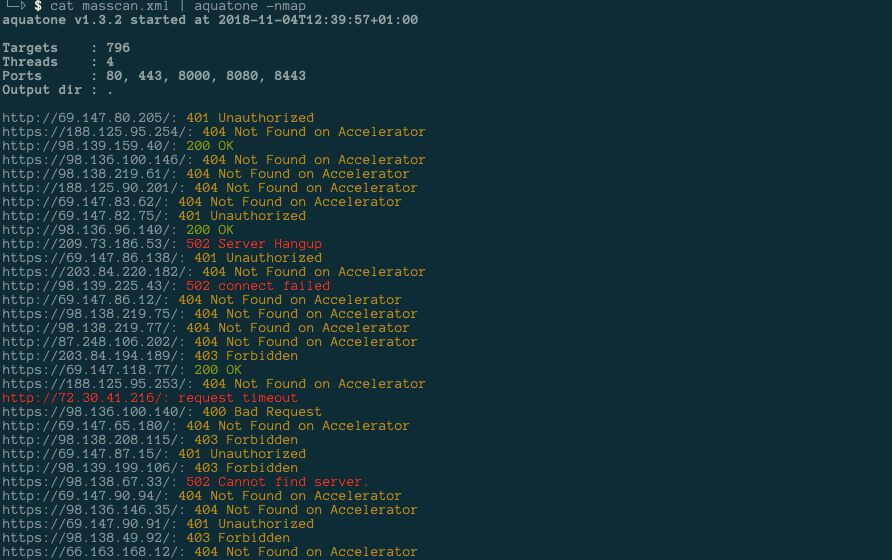 └─▷ $ cat masscan.xml | aquatone -nmap
aquatone v1.3.2 started at 2018-11-04T12:39:57+01:00
Targets    : 796
Threads    : 4
Ports      : 80, 443, 8000, 8080, 8443
Output dir : .
http://69.147.80.205/: 401 Unauthorized
https://188.125.95.254/: 404 Not Found on Accelerator
http://98.139.159.40/: 200 OK
https://98.136.100.146/: 404 Not Found on Accelerator
http://98.138.219.61/: 404 Not Found on Accelerator
http://188.125.90.201/: 404 Not Found on Accelerator
http://69.147.83.62/: 404 Not Found on Accelerator
http://69.147.82.75/: 401 Unauthorized
http://98.136.96.140/: 200 OK
http://209.73.186.53/: 502 Server Hangup
https://69.147.86.138/: 401 Unauthorized
https://203.84.220.182/: 404 Not Found on Accelerator
http://98.139.225.43/: 502 connect failed
http://69.147.86.12/: 404 Not Found on Accelerator
https://98.138.219.75/: 404 Not Found on Accelerator
http://98.138.219.77/: 404 Not Found on Accelerator
http://87.248.106.202/: 404 Not Found on Accelerator
http://203.84.194.189/: 403 Forbidden
https://69.147.118.77/: 200 OK
https://188.125.95.253/: 404 Not Found on Accelerator
http://72.30.41.216/: request timeout
https://98.136.100.140/: 400 Bad Request
https://69.147.65.180/: 404 Not Found on Accelerator
http://98.138.208.115/: 403 Forbidden
https://69.147.87.15/: 401 Unauthorized
http://98.139.199.106/: 403 Forbidden
https://98.138.67.33/: 502 Cannot find server.
http://69.147.90.94/: 404 Not Found on Accelerator
https://98.136.146.35/: 404 Not Found on Accelerator
https://69.147.90.91/: 401 Unauthorized
https://98.138.49.92/: 403 Forbidden
https://66.163.168.12/: 404 Not Found on Accelerator